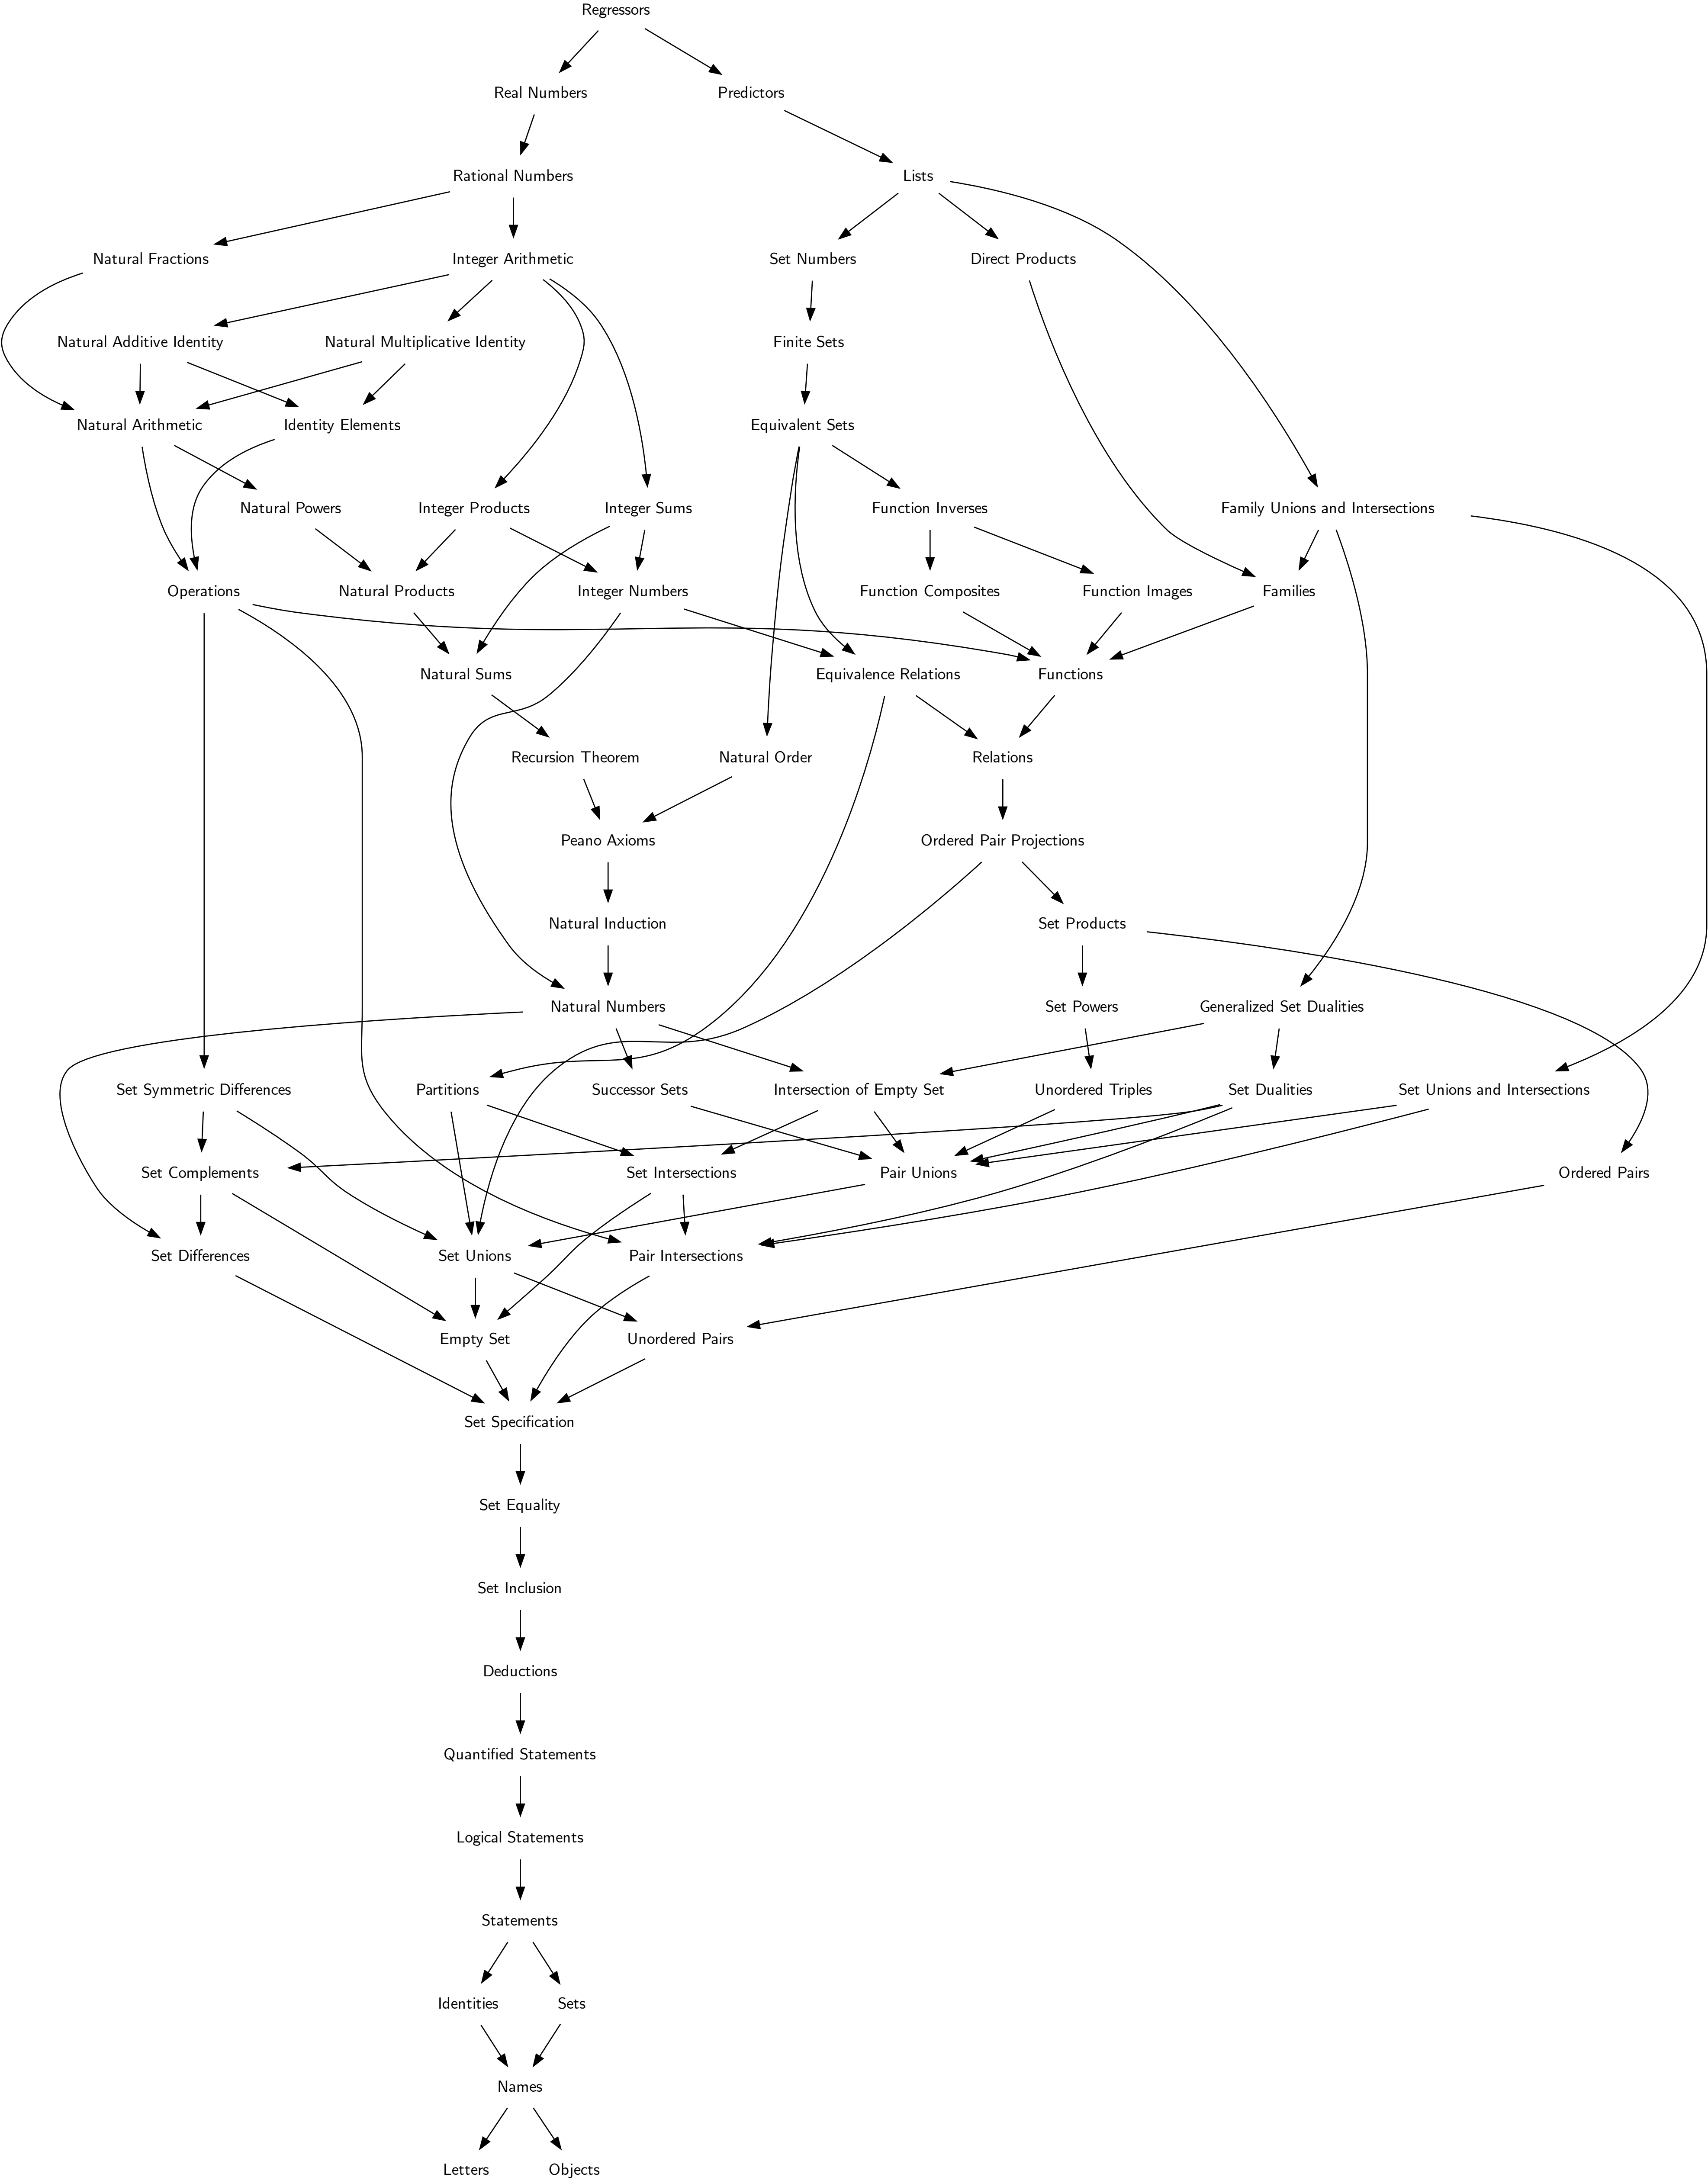 Regressors
Real Numbers
Predictors
Rational Numbers
Lists
Natural Fractions
Integer Arithmetic
Set Numbers
Direct Products
Natural Additive Identity
Natural Multiplicative Identity
Finite Sets
Natural Arithmetic
Identity Elements
Equivalent Sets
Natural Powers
Integer Products
Integer Sums
Function Inverses
Family Unions and Intersections
Operations
Natural Products
Integer Numbers
Function Composites
Function Images
Families
Natural Sums
Equivalence Relations
Functions
Recursion Theorem
Natural Order
Relations
Peano Axioms
Ordered Pair Projections
Natural Induction
Set Products
Natural Numbers
Set Powers
Generalized Set Dualities
Set Symmetric Differences
Partitions
Successor Sets
Intersection of Empty Set
Unordered Triples
Set Dualities
Set Unions and Intersections
Set Complements
Set Intersections
Pair Unions
Ordered Pairs
Set Differences
Set Unions
Pair Intersections
Empty Set
Unordered Pairs
Set Specification
Set Equality
Set Inclusion
Deductions
Quantified Statements
Logical Statements
Statements
Identities
Sets
Names
Letters
Objects